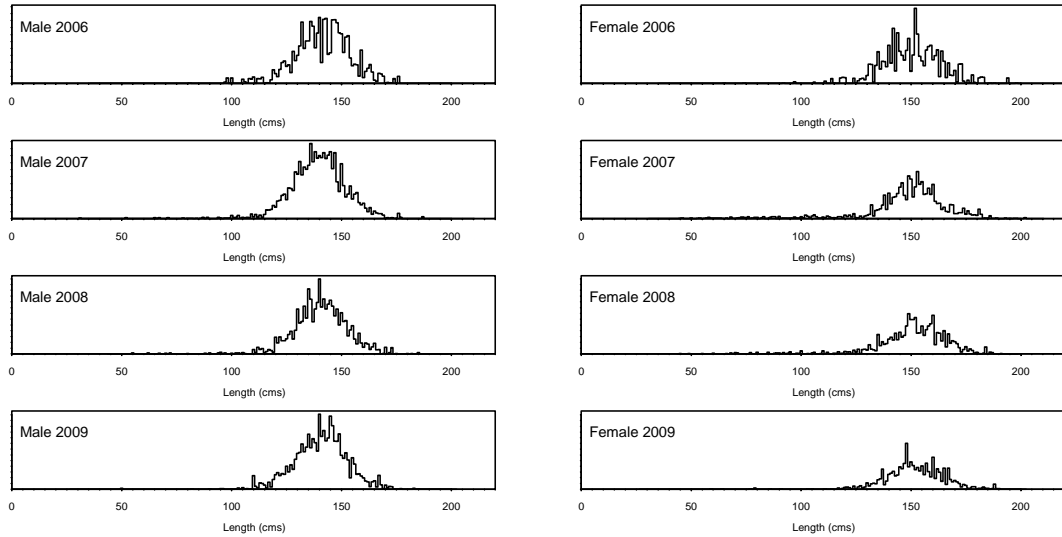 Male 2006
0 50 100 150 200
Length (cms)
Female 2006
0 50 100 150 200
Length (cms)
Male 2007
0 50 100 150 200
Length (cms)
Female 2007
0 50 100 150 200
Length (cms)
Male 2008
0 50 100 150 200
Length (cms)
Female 2008
0 50 100 150 200
Length (cms)
Male 2009
0 50 100 150 200
Length (cms)
Female 2009
0 50 100 150 200
Length (cms)